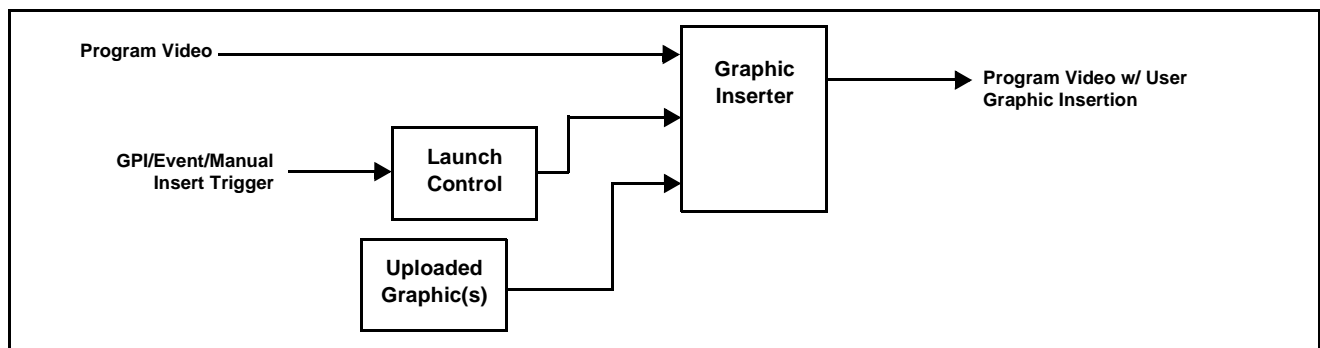 Program Video
Graphic
Inserter
Program Video w/ User
Graphic Insertion
GPI/Event/Manual
Insert Trigger
Launch
Control
Uploaded
Graphic(s)